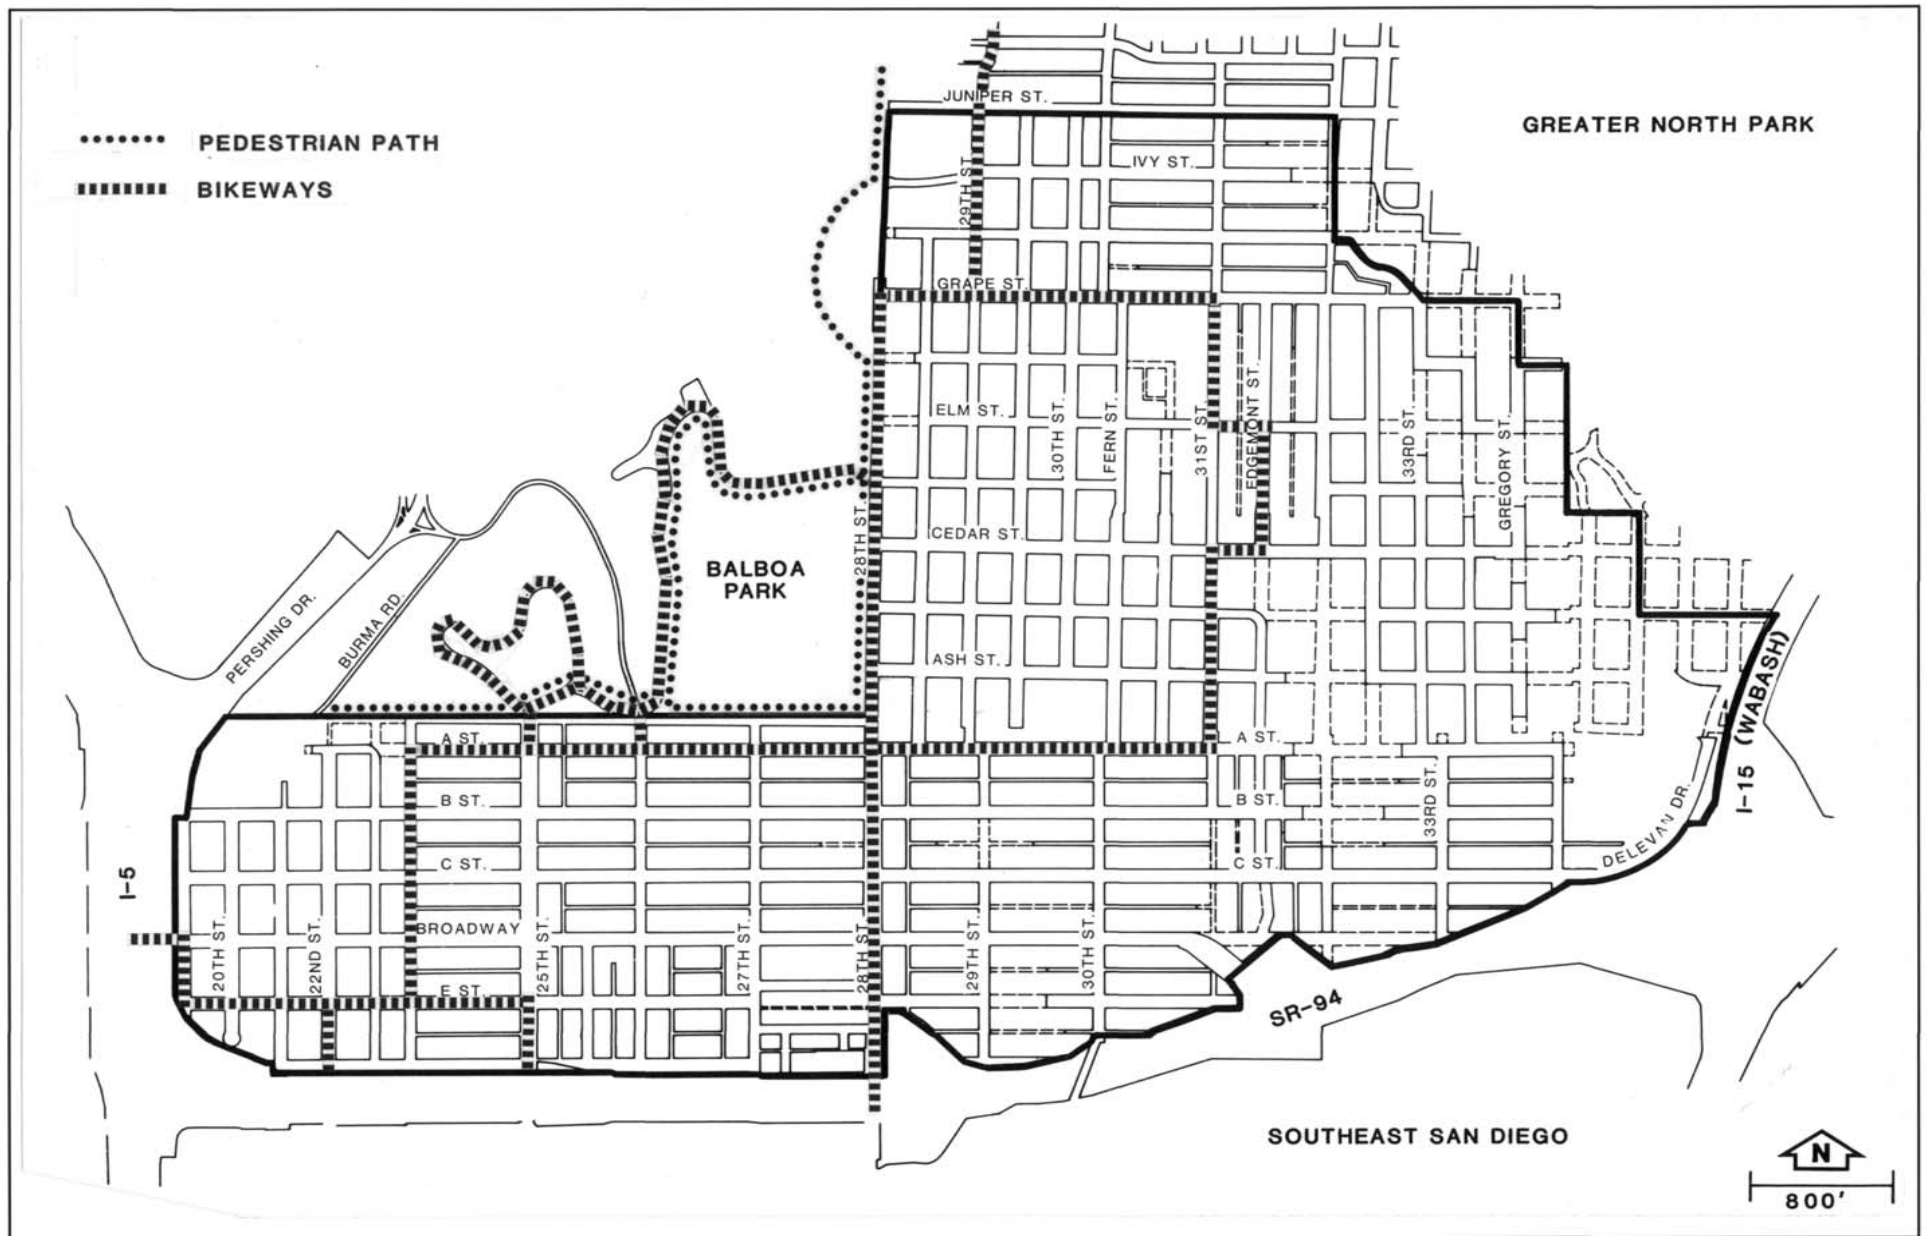 JUNIPER ST.
GREATER NORTH PARK
PEDESTRIAN PATH
BIKEWAYS
IVY ST.
29TH ST.
GRAPE ST.
ELM ST.
30TH ST.
FERN ST.
31ST ST.
EDGEMONT ST.
33RD ST.
GREGORY ST.
CEDAR ST.
28TH ST.
BALBOA
PARK
PERSHING DR.
BURMA RD.
ASH ST.
I-15 (WABASH)
A ST.
A ST.
B ST.
B ST.
33RD ST.
C ST.
C ST.
DELEVAN DR.
I-5
20TH ST.
22ND ST.
BROADWAY
25TH ST.
27TH ST.
28TH ST.
29TH ST.
30TH ST.
E ST.
SR-94
SOUTHEAST SAN DIEGO
N
800'